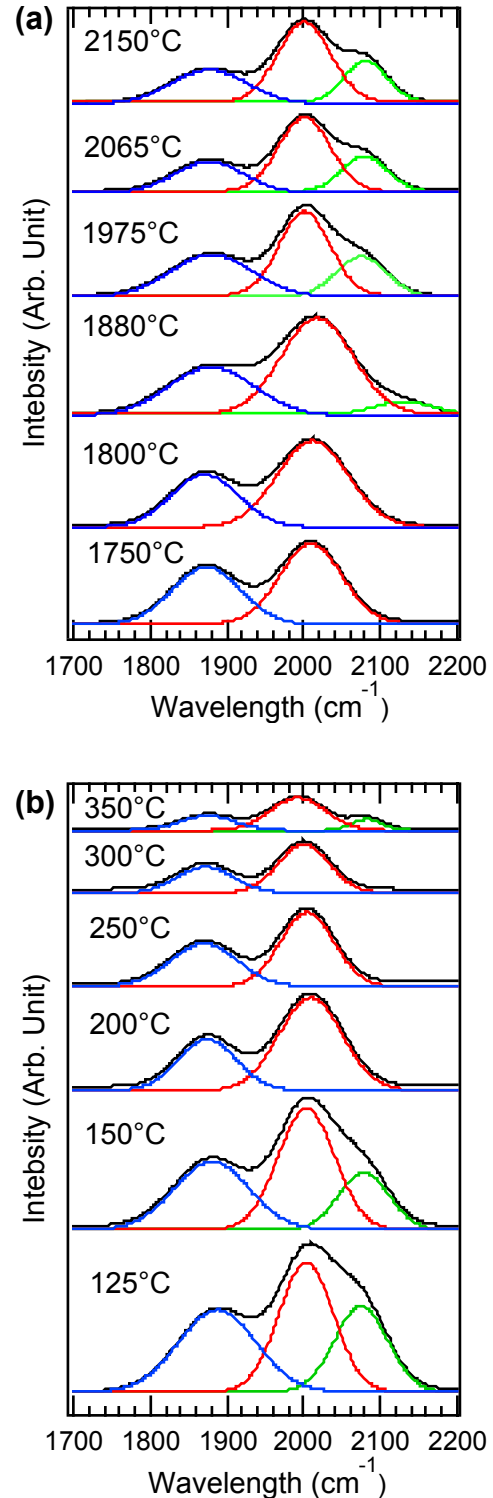 (a)
2150°C
2065°C
1975°C
1880°C
1800°C
1750°C
Intebsity (Arb. Unit)
1700 1800 1900 2000 2100 2200
Wavelength (cm-1)
(b)
350°C
300°C
250°C
200°C
150°C
125°C
Intebsity (Arb. Unit)
1700 1800 1900 2000 2100 2200
Wavelength (cm-1)